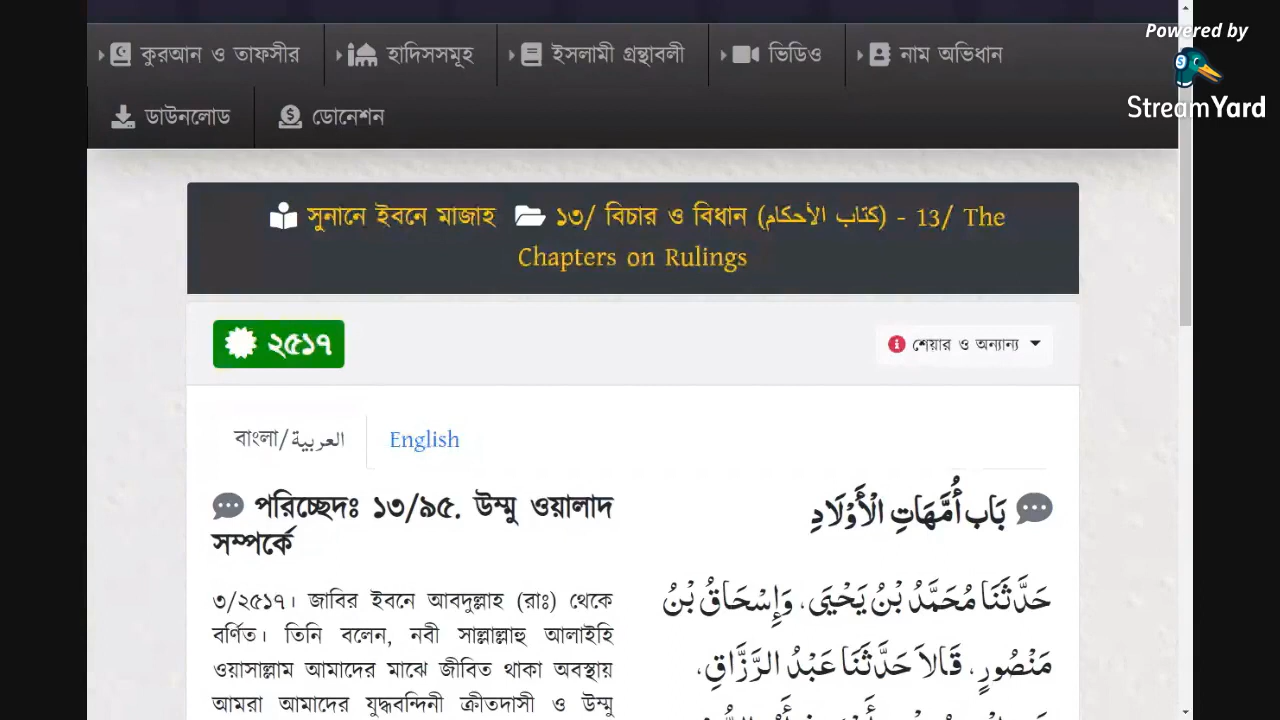 Powered by
StreamYard
কুরআন ও তাফসীর
হাদিসসমূহ
ইসলামী গ্রন্থাবলী
ভিডিও
নাম অভিধান
ডাউনলোড
ডোনেশন
সুনানে ইবনে মাজাহ ১৩/ বিচার ও বিধান (كتاب الأحكام) - 13/ The
Chapters on Rulings
২৫১৭
শেয়ার ও অন্যান্য
বাংলা/العربية
English
পরিচ্ছেদঃ ১৩/৯৫. উম্মু ওয়ালাদ
সম্পর্কে
৩/২৫১৭। জাবির ইবনে আবদুল্লাহ (রাঃ) থেকে
বর্ণিত। তিনি বলেন, নবী সাল্লাল্লাহু আলাইহি
ওয়াসাল্লাম আমাদের মাঝে জীবিত থাকা অবস্থায়
আমরা আমাদের যুদ্ধবন্দিনী ক্রীতদাসী ও উম্মু
بَاب أُمَّهَاتِ الْأَوْلَادِ
حَدَّثَنَا مُحَمَّدُ بْنُ يَحْيَى، وَإِسْحَاقُ بْنُ
مَنْصُورٍ، قَالاَ حَدَّثَنَا عَبْدُ الرَّزَّاقِ،